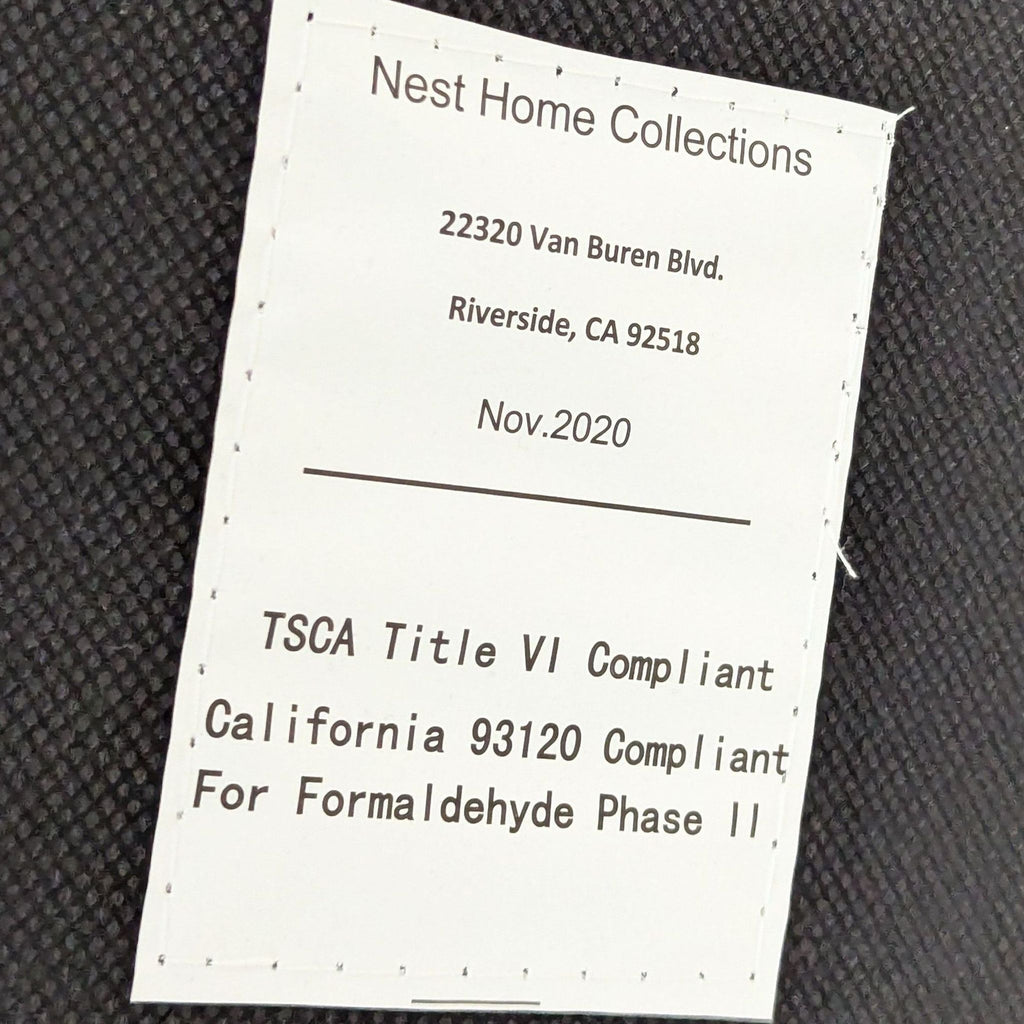 Nest Home Collections
22320 Van Buren Blvd.
Riverside, CA 92518
Nov.2020
TSCA Title VI Compliant
California 93120 Compliant
For Formaldehyde Phase II